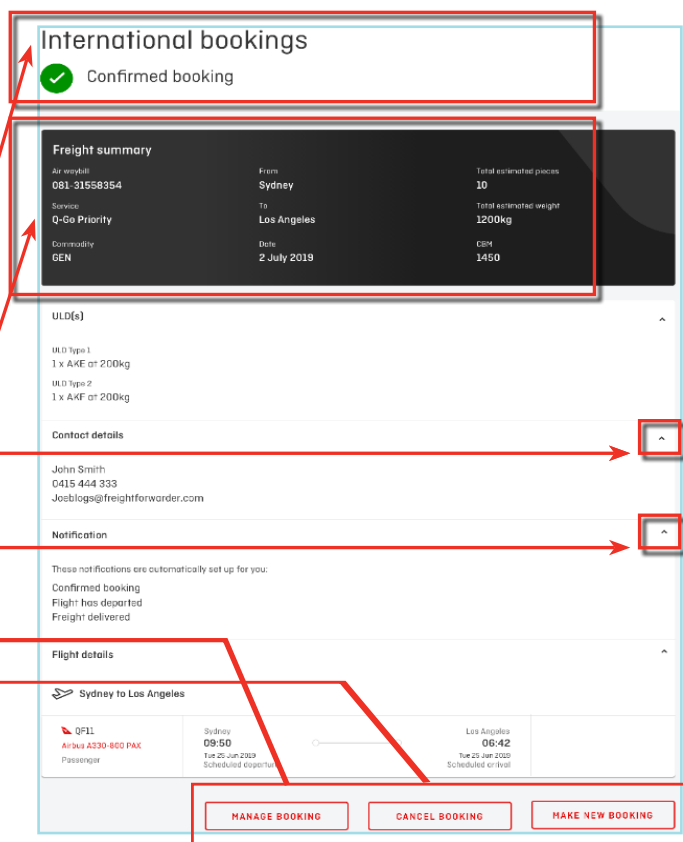 International bookings
Confirmed booking
Freight summary
Air waybill From Total estimated pieces
081-31558354 Sydney 10
Service To Total estimated weight
Q-Go Priority Los Angeles 1200kg
Commodity Date CBM
GEN 2 July 2019 1450
ULD(s)
ULD Type 1
1 x AKE at 200kg
ULD Type 2
1 x AKE at 200kg
Contact details
John Smith
0415 444 333
Joeblogs@freightforwarder.com
Notification
These notifications are automatically set up for you:
Confirmed booking
Flight has departed
Freight delivered
Flight details
Sydney to Los Angeles
QF11 Sydney Los Angeles
Airbus A330-800 PAX 09:50 06:42
Passenger Tue 25 Jun 2019 Tue 25 Jun 2019
Scheduled departure Scheduled arrival
MANAGE BOOKING CANCEL BOOKING MAKE NEW BOOKING